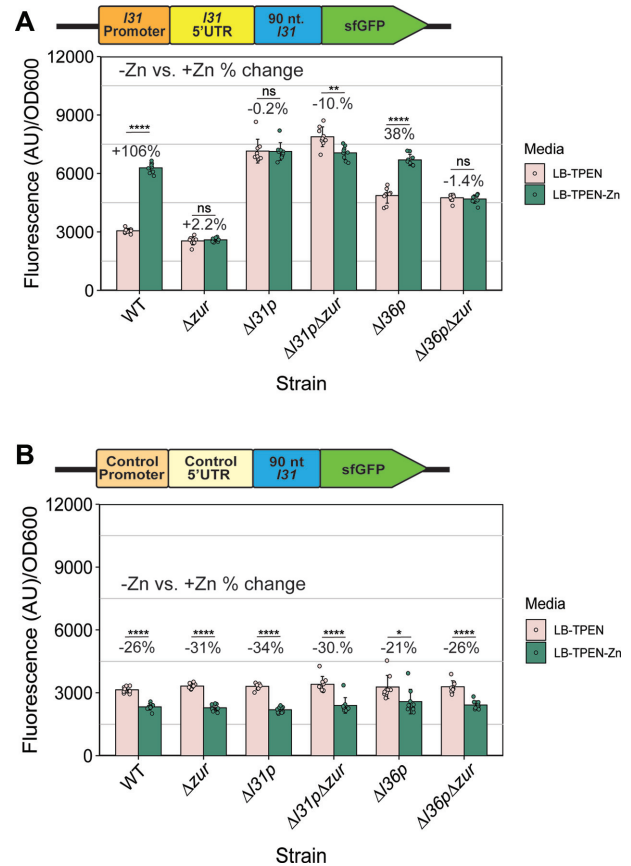 A
l31 Promoter
l31 5'UTR
90 nt. l31
sfGFP
12000
9000
6000
3000
0
Fluorescence (AU)/OD600
-Zn vs. +Zn % change
****
+106%
ns
+2.2%
ns
-0.2%
**
-10.%
****
38%
ns
-1.4%
WT
Δzur
Δl31p
Δl31pΔzur
Δl36p
Δl36pΔzur
Strain
Media
LB-TPEN
LB-TPEN-Zn
B
Control Promoter
Control 5'UTR
90 nt l31
sfGFP
12000
9000
6000
3000
0
Fluorescence (AU)/OD600
-Zn vs. +Zn % change
****
-26%
****
-31%
****
-34%
****
-30.%
*
-21%
****
-26%
WT
Δzur
Δl31p
Δl31pΔzur
Δl36p
Δl36pΔzur
Strain
Media
LB-TPEN
LB-TPEN-Zn